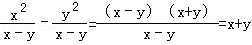 x²/(x−y) − y²/(x−y) = (x−y) (x+y)/(x−y) = x+y